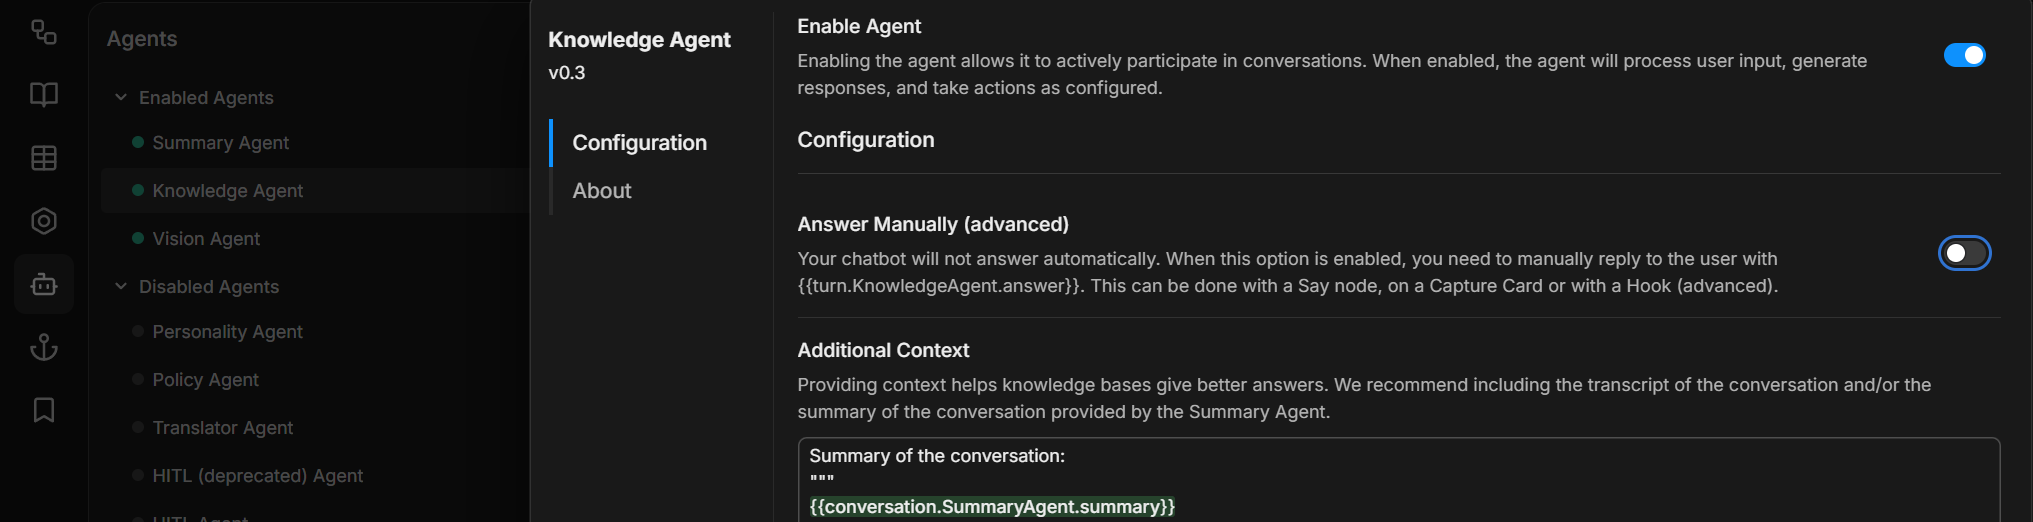 Agents
Enabled Agents
Summary Agent
Knowledge Agent
Vision Agent
Disabled Agents
Personality Agent
Policy Agent
Translator Agent
HITL (deprecated) Agent
HITL Agent
Knowledge Agent
v0.3
Configuration
About
Enable Agent
Enabling the agent allows it to actively participate in conversations. When enabled, the agent will process user input, generate
responses, and take actions as configured.
Configuration
Answer Manually (advanced)
Your chatbot will not answer automatically. When this option is enabled, you need to manually reply to the user with
{{turn.KnowledgeAgent.answer}}. This can be done with a Say node, on a Capture Card or with a Hook (advanced).
Additional Context
Providing context helps knowledge bases give better answers. We recommend including the transcript of the conversation and/or the
summary of the conversation provided by the Summary Agent.
Summary of the conversation:
"""
{{conversation.SummaryAgent.summary}}